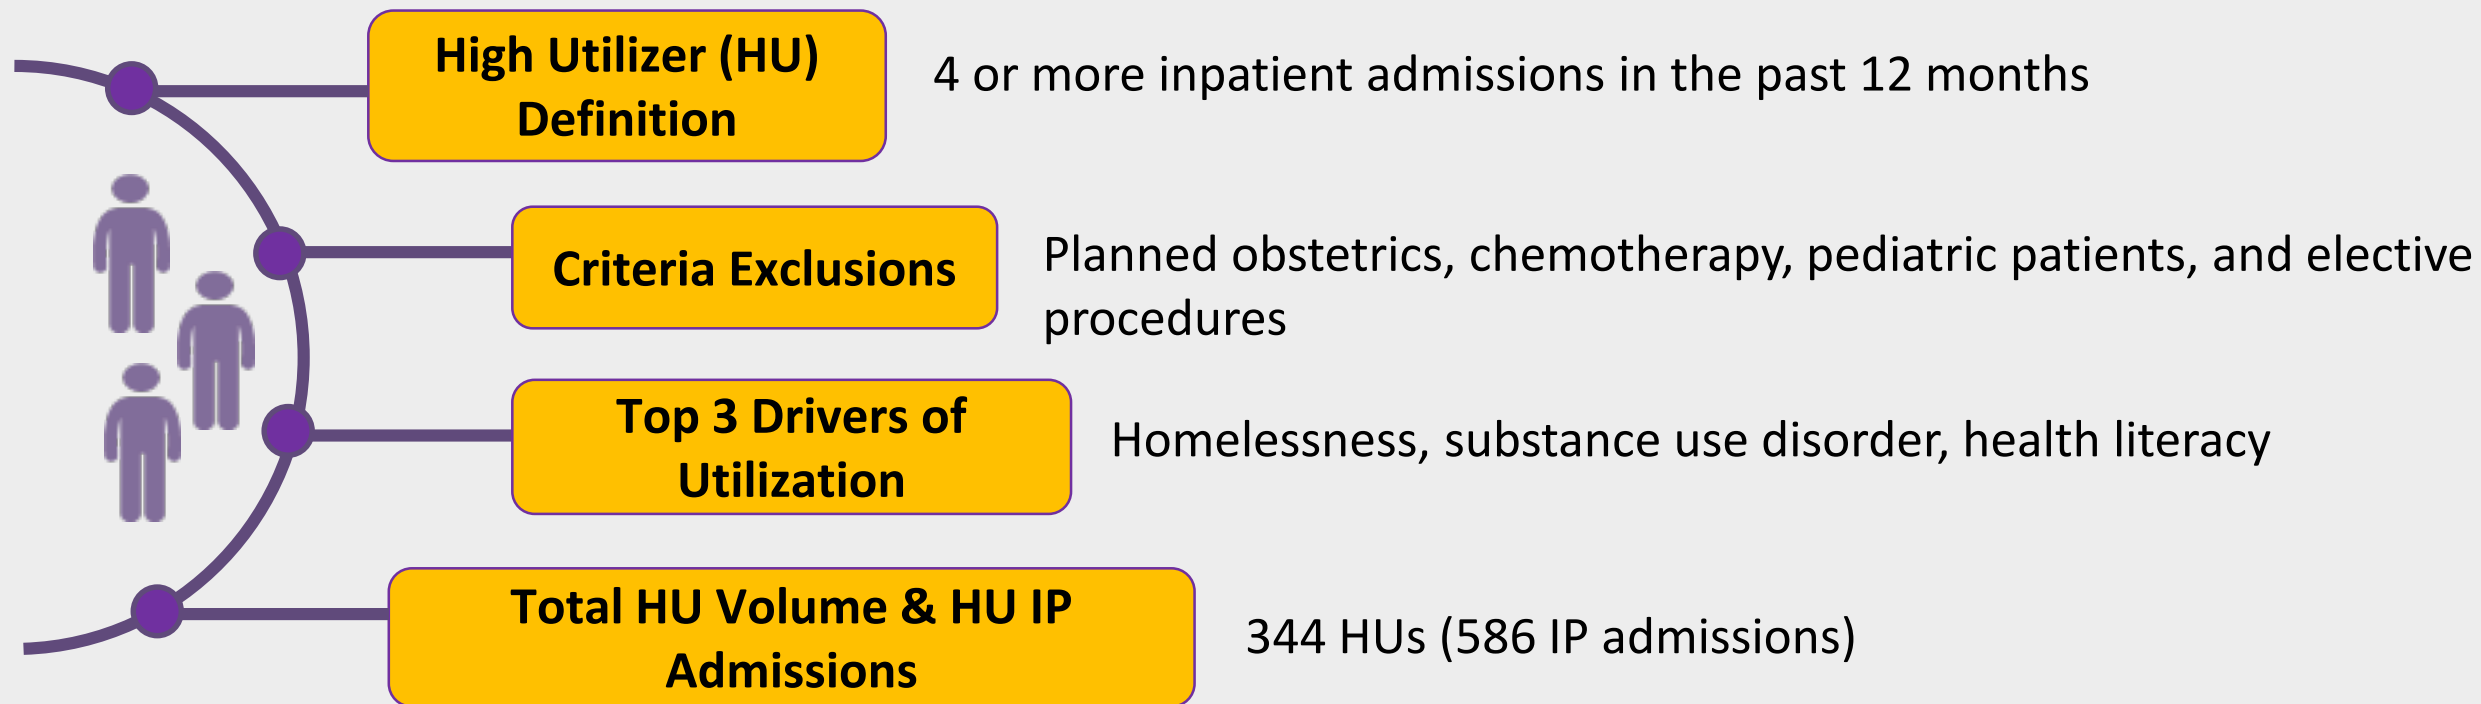 High Utilizer (HU)
Definition
4 or more inpatient admissions in the past 12 months
Criteria Exclusions
Planned obstetrics, chemotherapy, pediatric patients, and elective
procedures
Top 3 Drivers of
Utilization
Homelessness, substance use disorder, health literacy
Total HU Volume & HU IP
Admissions
344 HUs (586 IP admissions)